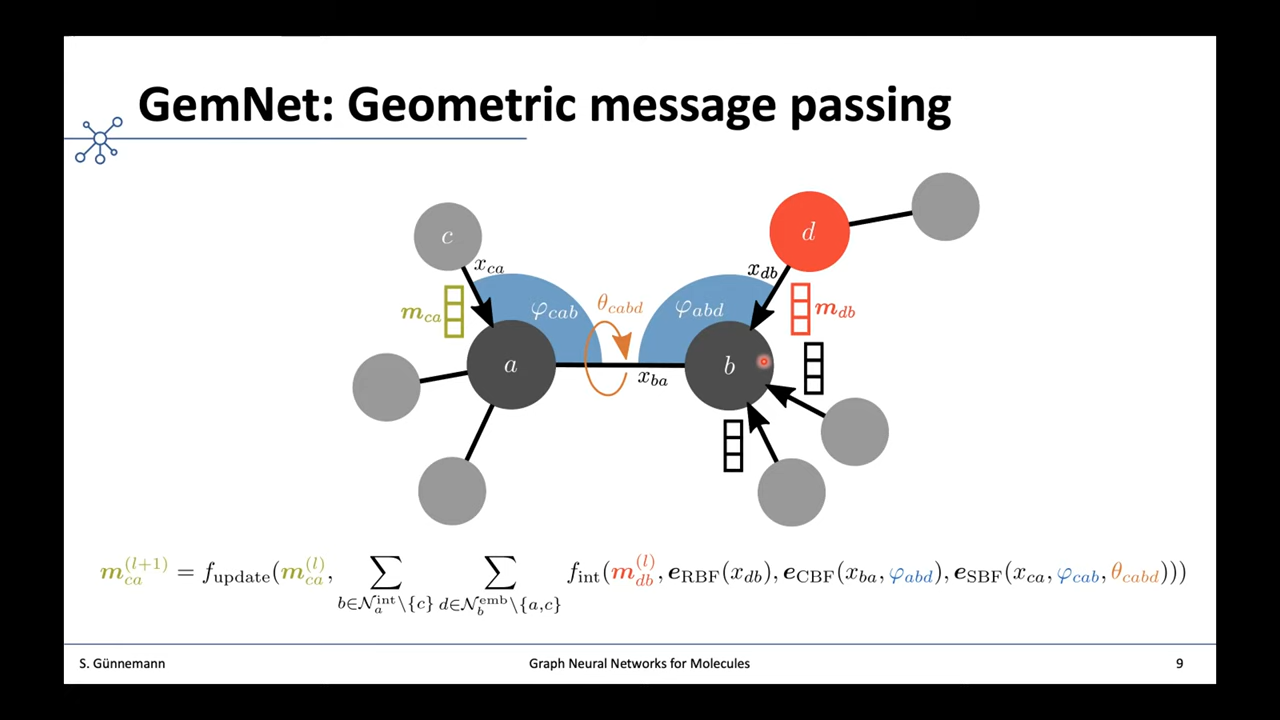 GemNet: Geometric message passing
c
d
x_ca
x_db
m_ca
φ_cab
θ_cabd
φ_abd
m_db
a
b
x_ba
m_ca^(l+1) = f_update(m_ca^(l), ∑_{b∈N_a^int\{c}} ∑_{d∈N_b^emb\{a,c}} f_int(m_db^(l), e_RBF(x_db), e_CBF(x_ba, φ_abd), e_SBF(x_ca, φ_cab, θ_cabd)))
S. Günnemann
Graph Neural Networks for Molecules
9